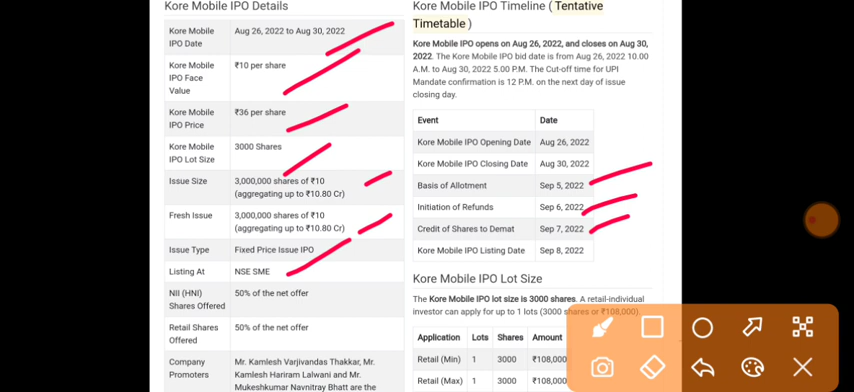 Kore Mobile IPO Details
Kore Mobile
IPO Date
Aug 26, 2022 to Aug 30, 2022
Kore Mobile
IPO Face
Value
₹10 per share
Kore Mobile
IPO Price
₹36 per share
Kore Mobile
IPO Lot Size
3000 Shares
Issue Size
3,000,000 shares of ₹10
(aggregating up to ₹10.80 Cr)
Fresh Issue
3,000,000 shares of ₹10
(aggregating up to ₹10.80 Cr)
Issue Type
Fixed Price Issue IPO
Listing At
NSE SME
NII (HNI)
Shares Offered
50% of the net offer
Retail Shares
Offered
50% of the net offer
Company
Promoters
Mr. Kamlesh Varjivandas Thakkar, Mr.
Kamlesh Hariram Lalwani and Mr.
Mukeshkumar Navnitray Bhatt are the
Kore Mobile IPO Timeline (Tentative
Timetable)
Kore Mobile IPO opens on Aug 26, 2022, and closes on Aug 30,
2022. The Kore Mobile IPO bid date is from Aug 26, 2022 10.00
A.M. to Aug 30, 2022 5.00 P.M. The Cut-off time for UPI
Mandate confirmation is 12 P.M. on the next day of issue
closing day.
Event Date
Kore Mobile IPO Opening Date Aug 26, 2022
Kore Mobile IPO Closing Date Aug 30, 2022
Basis of Allotment Sep 5, 2022
Initiation of Refunds Sep 6, 2022
Credit of Shares to Demat Sep 7, 2022
Kore Mobile IPO Listing Date Sep 8, 2022
Kore Mobile IPO Lot Size
The Kore Mobile IPO lot size is 3000 shares. A retail-individual
investor can apply for up to 1 lots (3000 shares or ₹108,000).
Application Lots Shares Amount
Retail (Min) 1 3000 ₹108,000
Retail (Max) 1 3000 ₹108,000